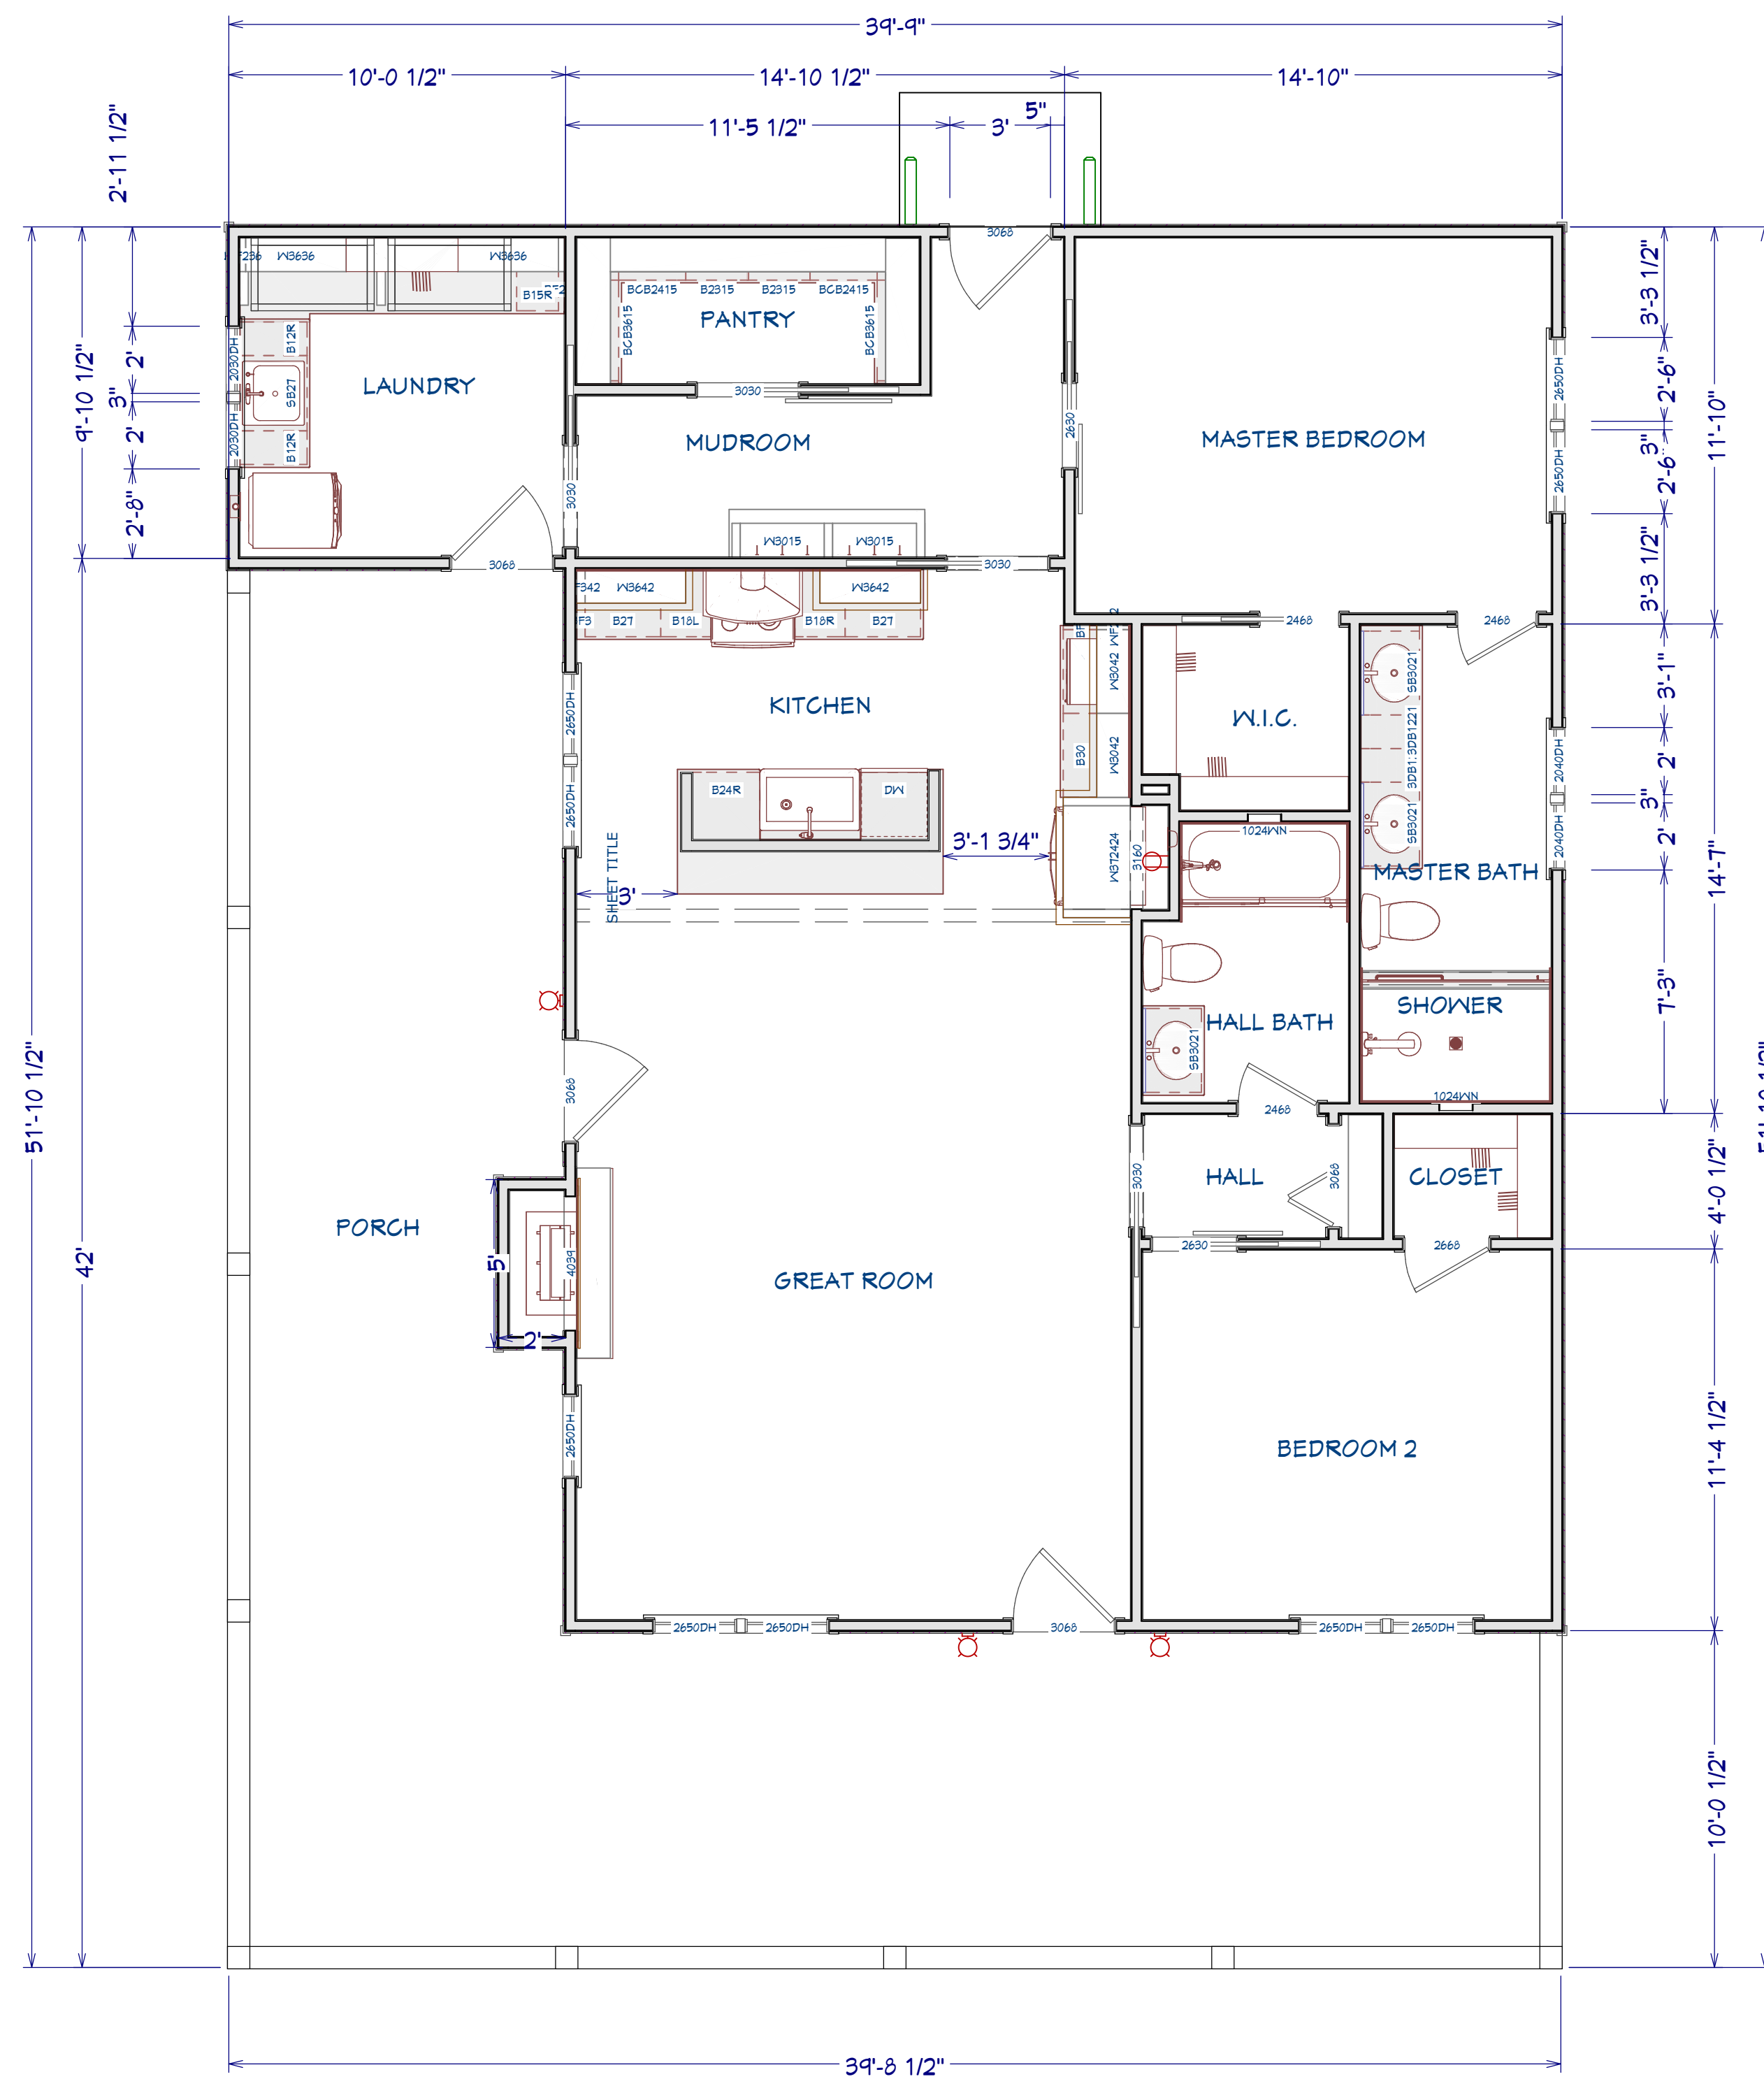 39'-9"
10'-0 1/2"
14'-10 1/2"
14'-10"
5"
11'-5 1/2"
3'
2'-11 1/2"
3068
W3636
W3636
B15R
BCB2415
B2315
B2315
BCB2415
BCB3615
PANTRY
BCB3615
3'-3 1/2"
B12R
2030DH
2'
9'-10 1/2"
3"
SB27
LAUNDRY
3030
2650DH
2'-6"
11'-10"
2030DH
2'
B12R
MUDROOM
2630
MASTER BEDROOM
3"
2'-6"
2650DH
2'-8"
3030
W3015
W3015
3068
3030
3'-3 1/2"
F342
W3642
W3642
F3
B27
B18L
B18R
B27
2468
2468
W3042
SB3021
3'-1"
2650DH
KITCHEN
W.I.C.
3DB1221
B30
W3042
2040DH
2'
B24R
DW
2650DH
3"
SB3021
2040DH
2'
3'-1 3/4"
1024WN
W372424
3160
MASTER BATH
14'-7"
SHEET TITLE
3'
7'-3"
SHOWER
HALL BATH
SB3021
51'-10 1/2"
3068
1024WN
2468
3030
HALL
3068
CLOSET
4'-0 1/2"
PORCH
5'
4039
2'
42'
GREAT ROOM
2630
2668
2650DH
BEDROOM 2
11'-4 1/2"
2650DH
2650DH
3068
2650DH
2650DH
10'-0 1/2"
39'-8 1/2"